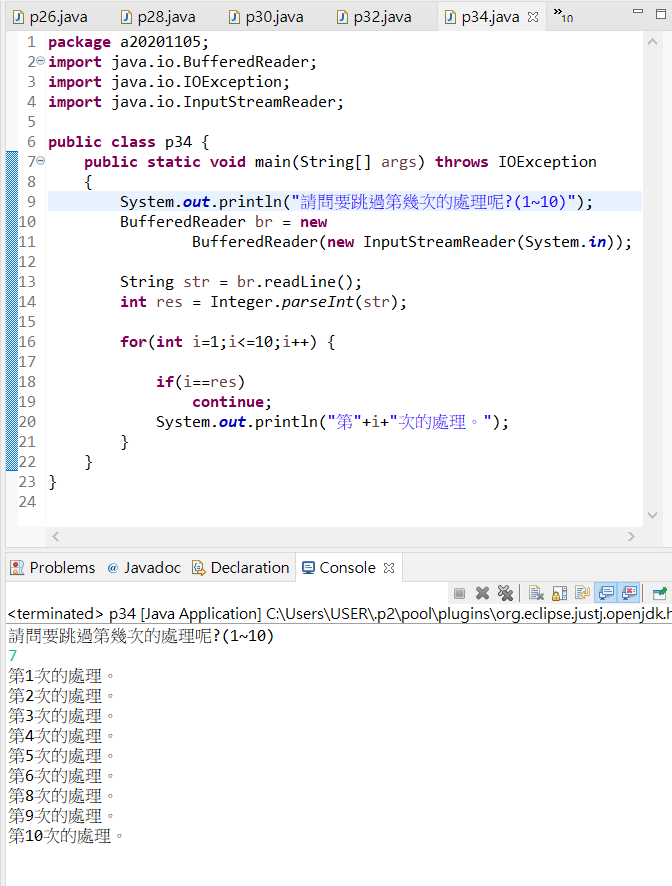 p26.java p28.java p30.java p32.java p34.java »10
1 package a20201105;
2 import java.io.BufferedReader;
3 import java.io.IOException;
4 import java.io.InputStreamReader;
5
6 public class p34 {
7     public static void main(String[] args) throws IOException
8     {
9         System.out.println("請問要跳過第幾次的處理呢?(1~10)");
10         BufferedReader br = new
11                 BufferedReader(new InputStreamReader(System.in));
12
13         String str = br.readLine();
14         int res = Integer.parseInt(str);
15
16         for(int i=1;i<=10;i++) {
17
18             if(i==res)
19                 continue;
20             System.out.println("第"+i+"次的處理。");
21         }
22     }
23 }
24
Problems @ Javadoc Declaration Console
<terminated> p34 [Java Application] C:\Users\USER\.p2\pool\plugins\org.eclipse.justj.openjdk.h
請問要跳過第幾次的處理呢?(1~10)
7
第1次的處理。
第2次的處理。
第3次的處理。
第4次的處理。
第5次的處理。
第6次的處理。
第8次的處理。
第9次的處理。
第10次的處理。